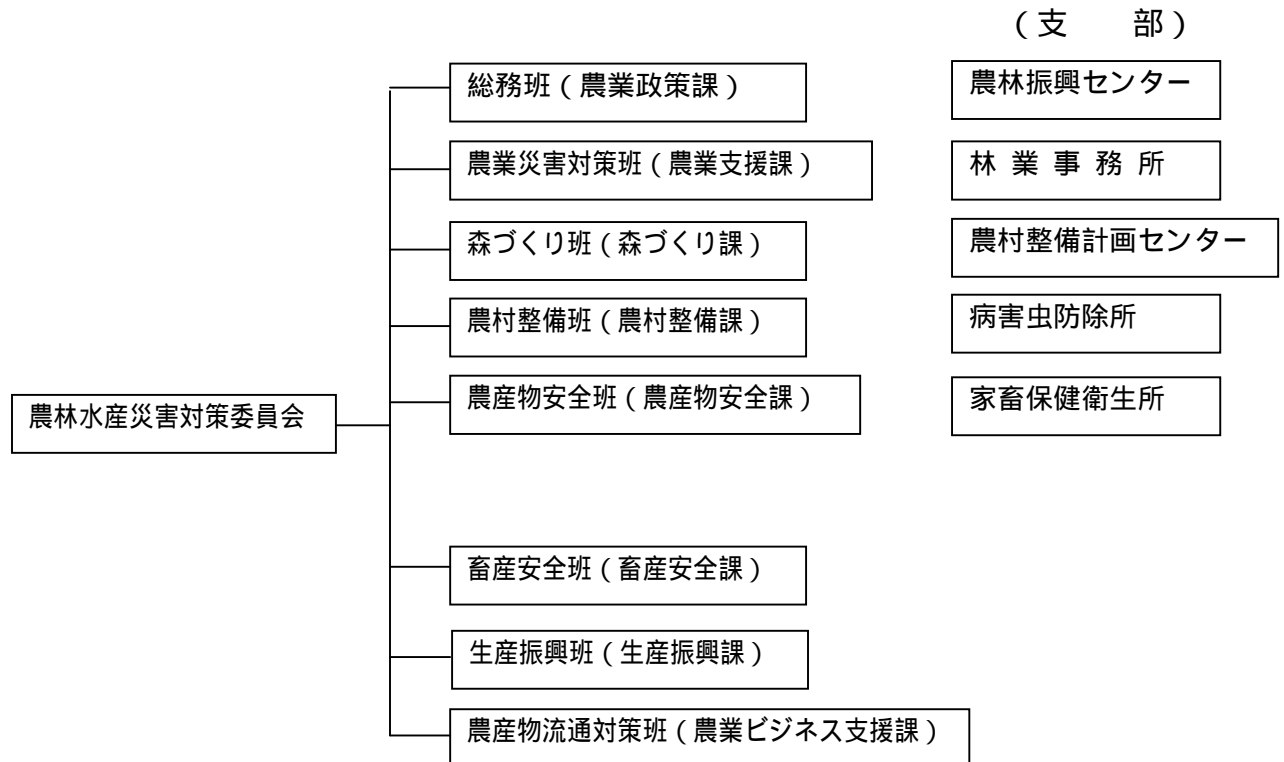 （支　　部）
総務班（農業政策課）　農林振興センター
農業災害対策班（農業支援課）　林 業 事 務 所
森づくり班（森づくり課）　農村整備計画センター
農村整備班（農村整備課）　病害虫防除所
農産物安全班（農産物安全課）　家畜保健衛生所
農林水産災害対策委員会
畜産安全班（畜産安全課）
生産振興班（生産振興課）
農産物流通対策班（農業ビジネス支援課）